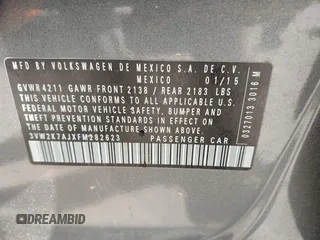 MFD BY VOLKSWAGEN DE MEXICO S.A. DE C.V.
MEXICO 01/15
GVWR 4211 GAWR FRONT 2138 / REAR 2183 LBS
THIS VEHICLE CONFORMS TO ALL APPLICABLE
FEDERAL MOTOR VEHICLE SAFETY, BUMPER,
AND THEFT PREVENTION STANDARDS IN EFFECT
ON THE DATE OF MANUFACTURE SHOWN ABOVE
3VW2K7AJXFM282623 PASSENGER CAR
0327013 3016 M